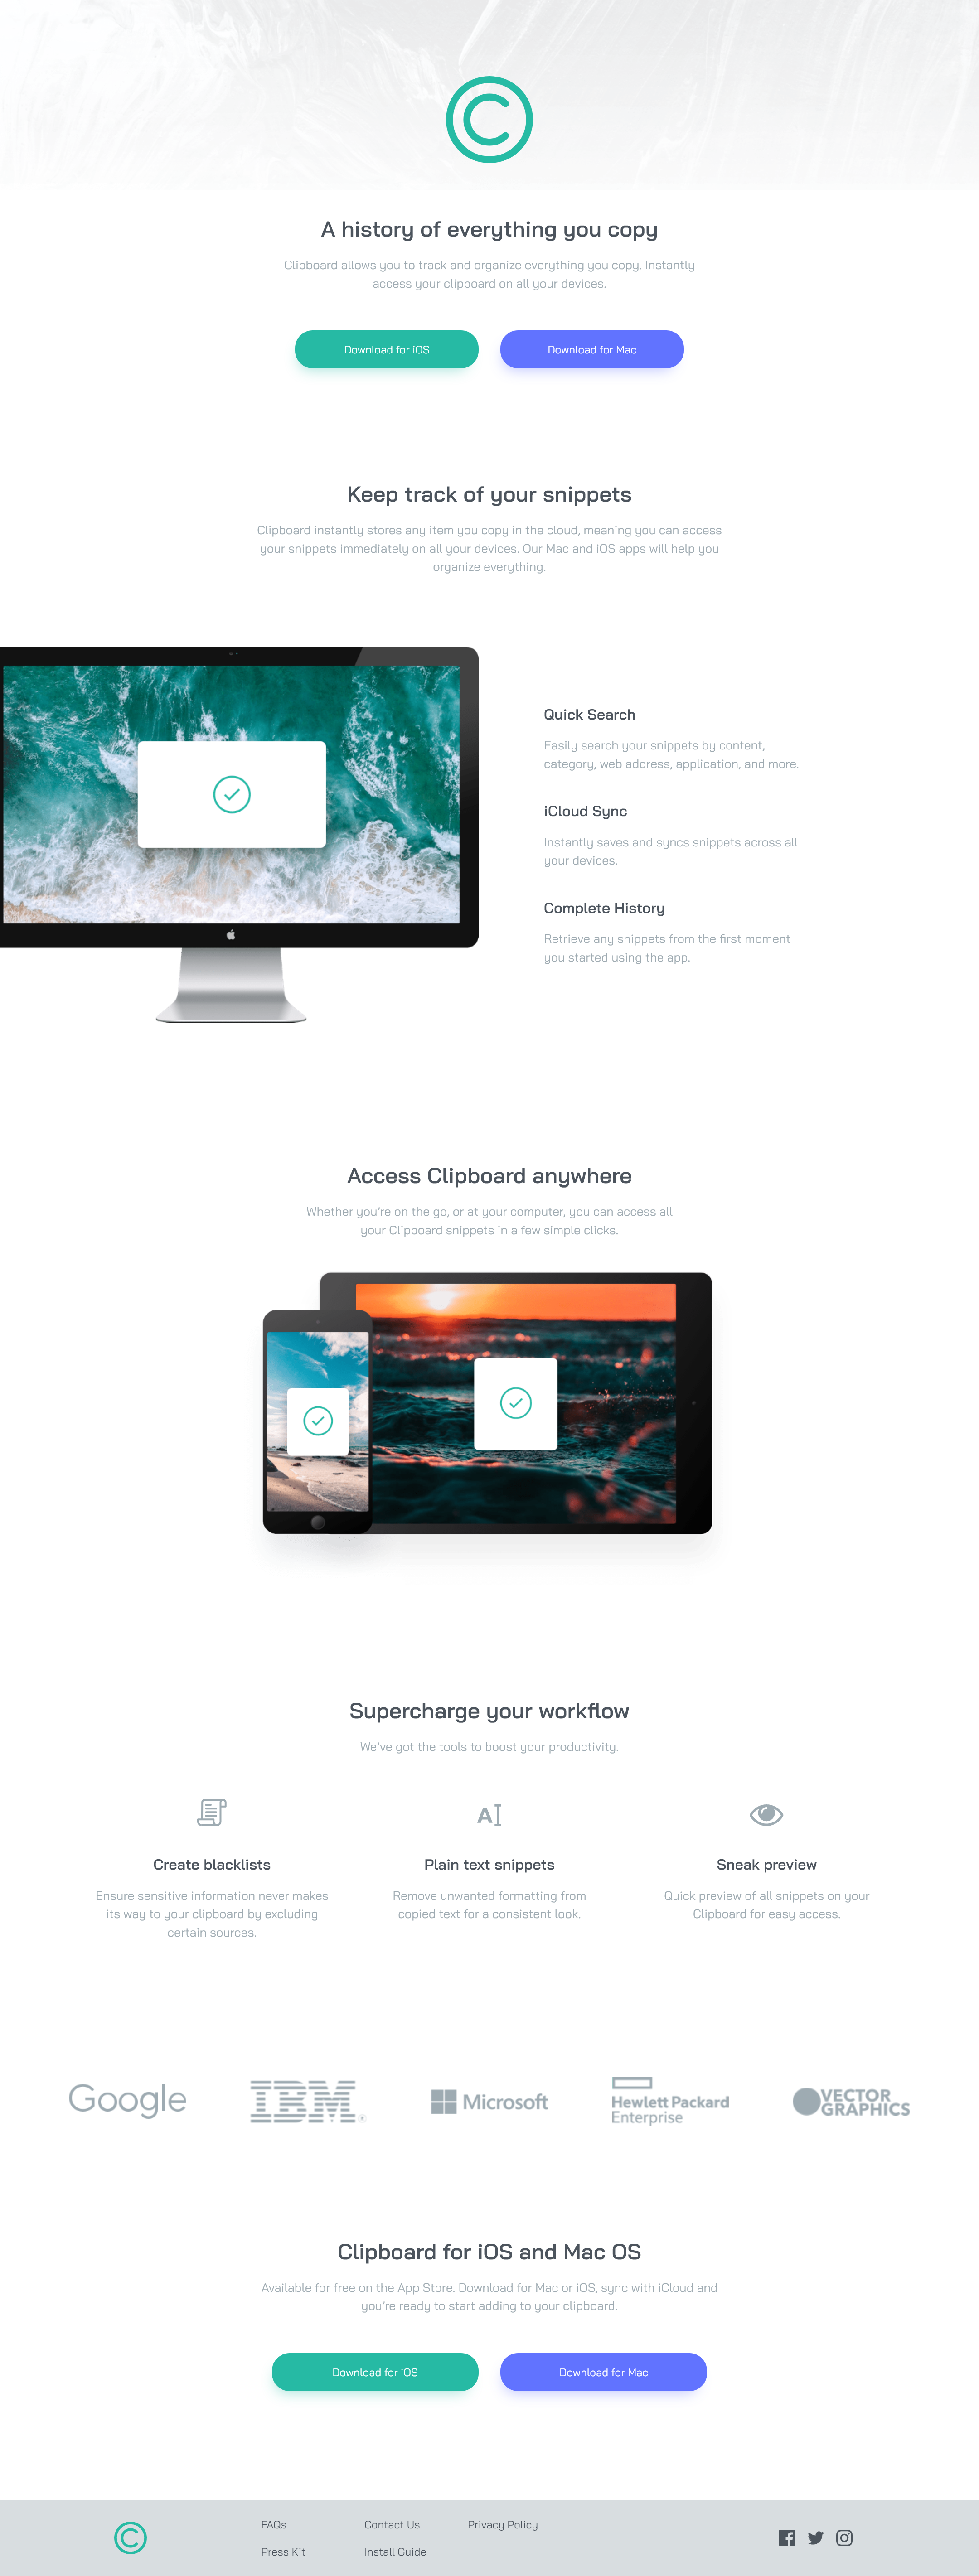 A history of everything you copy
Clipboard allows you to track and organize everything you copy. Instantly
access your clipboard on all your devices.
Download for iOS
Download for Mac
Keep track of your snippets
Clipboard instantly stores any item you copy in the cloud, meaning you can access
your snippets immediately on all your devices. Our Mac and iOS apps will help you
organize everything.
Quick Search
Easily search your snippets by content,
category, web address, application, and more.
iCloud Sync
Instantly saves and syncs snippets across all
your devices.
Complete History
Retrieve any snippets from the first moment
you started using the app.
Access Clipboard anywhere
Whether you're on the go, or at your computer, you can access all
your Clipboard snippets in a few simple clicks.
Supercharge your workflow
We've got the tools to boost your productivity.
Create blacklists
Ensure sensitive information never makes
its way to your clipboard by excluding
certain sources.
Plain text snippets
Remove unwanted formatting from
copied text for a consistent look.
Sneak preview
Quick preview of all snippets on your
Clipboard for easy access.
Google
IBM
Microsoft
Hewlett Packard
Enterprise
VECTOR
GRAPHICS
Clipboard for iOS and Mac OS
Available for free on the App Store. Download for Mac or iOS, sync with iCloud and
you're ready to start adding to your clipboard.
Download for iOS
Download for Mac
FAQs
Contact Us
Privacy Policy
Press Kit
Install Guide